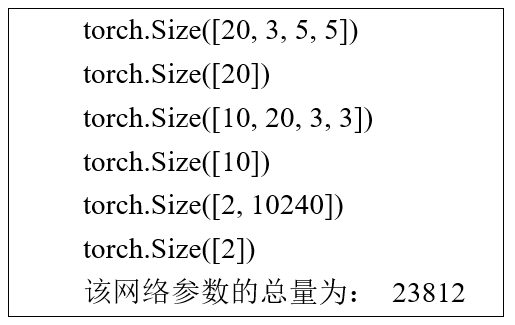 torch.Size([20, 3, 5, 5])
torch.Size([20])
torch.Size([10, 20, 3, 3])
torch.Size([10])
torch.Size([2, 10240])
torch.Size([2])
该网络参数的总量为： 23812